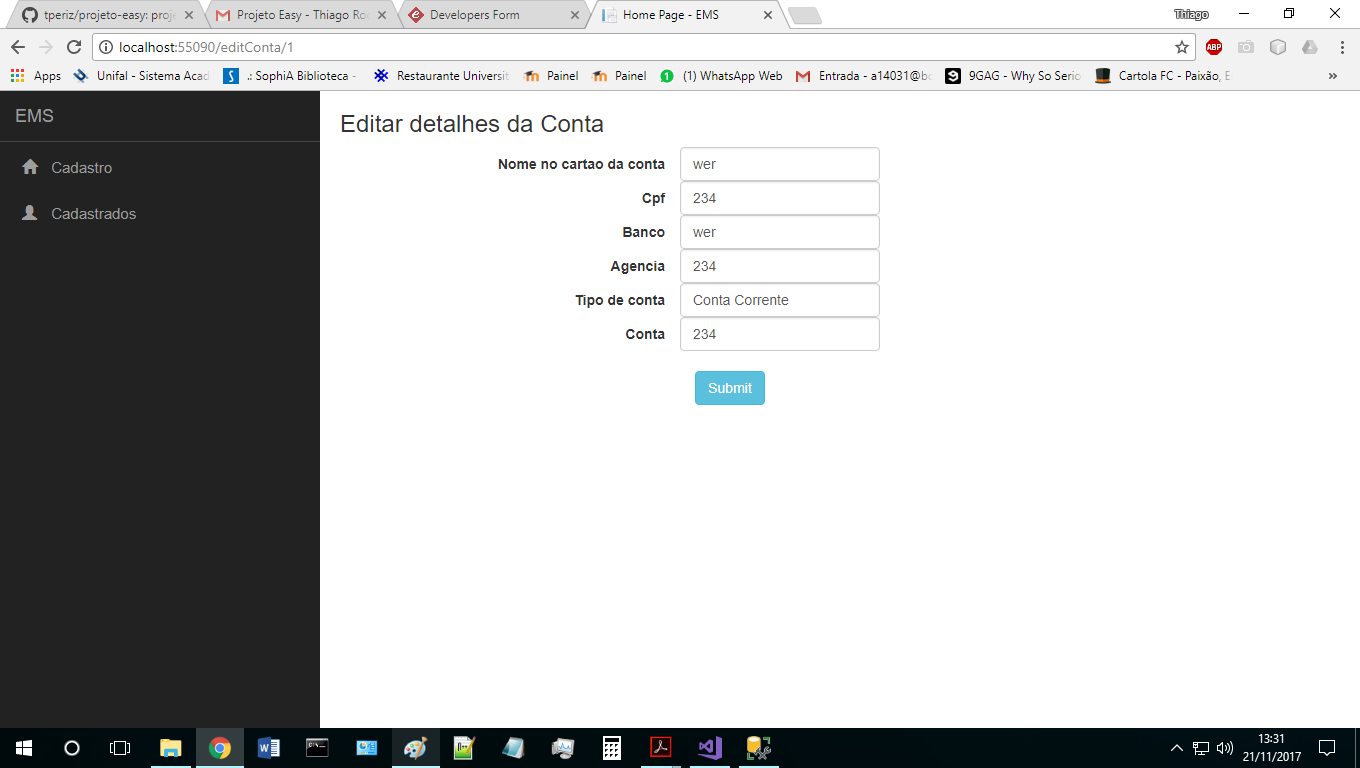 tperiz/projeto-easy: proje
Projeto Easy - Thiago Ro
Developers Form
Home Page - EMS
Thiago
localhost:55090/editConta/1
ABP
Apps
Unifal - Sistema Acad
.: SophiA Biblioteca -
Restaurante Universit
Painel
Painel
(1) WhatsApp Web
Entrada - a14031@bc
9GAG - Why So Serio
Cartola FC - Paixão, E
»
EMS
Cadastro
Cadastrados
Editar detalhes da Conta
Nome no cartao da conta
wer
Cpf
234
Banco
wer
Agencia
234
Tipo de conta
Conta Corrente
Conta
234
Submit
13:31
21/11/2017